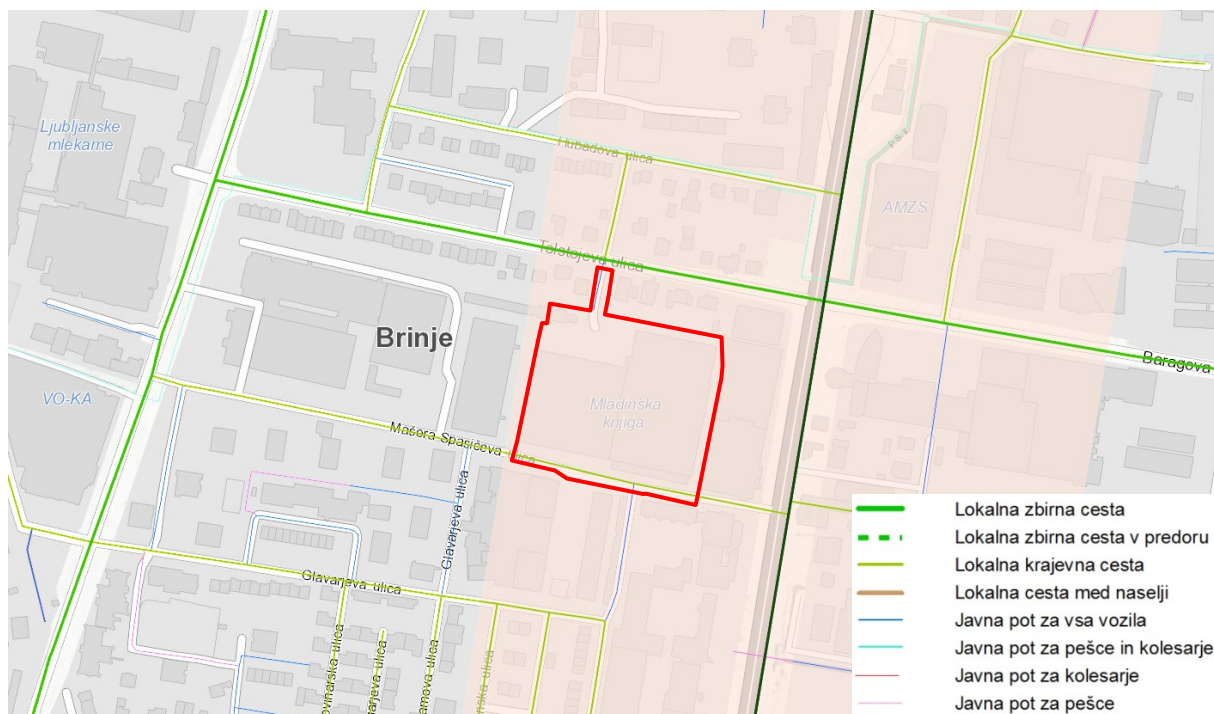 Ljubljanske
mlekarne
Hubadova ulica
P.S.T.
AMZS
Tolstojeva ulica
Brinje
Baragova
VO-KA
Mladinska
knjiga
Mašera Spasičeva ulica
Glavarjeva ulica
Glavarjeva ulica
Lokalna zbirna cesta
Lokalna zbirna cesta v predoru
Lokalna krajevna cesta
Lokalna cesta med naselji
Javna pot za vsa vozila
Javna pot za pešce in kolesarje
Javna pot za kolesarje
Javna pot za pešce